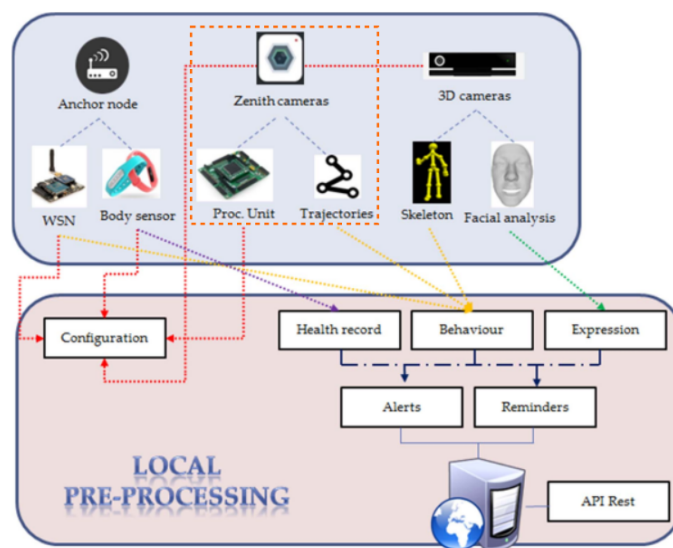 Anchor node
Zenith cameras
3D cameras
WSN
Body sensor
Proc. Unit
Trajectories
Skeleton
Facial analysis
Configuration
Health record
Behaviour
Expression
Alerts
Reminders
LOCAL
PRE-PROCESSING
API Rest